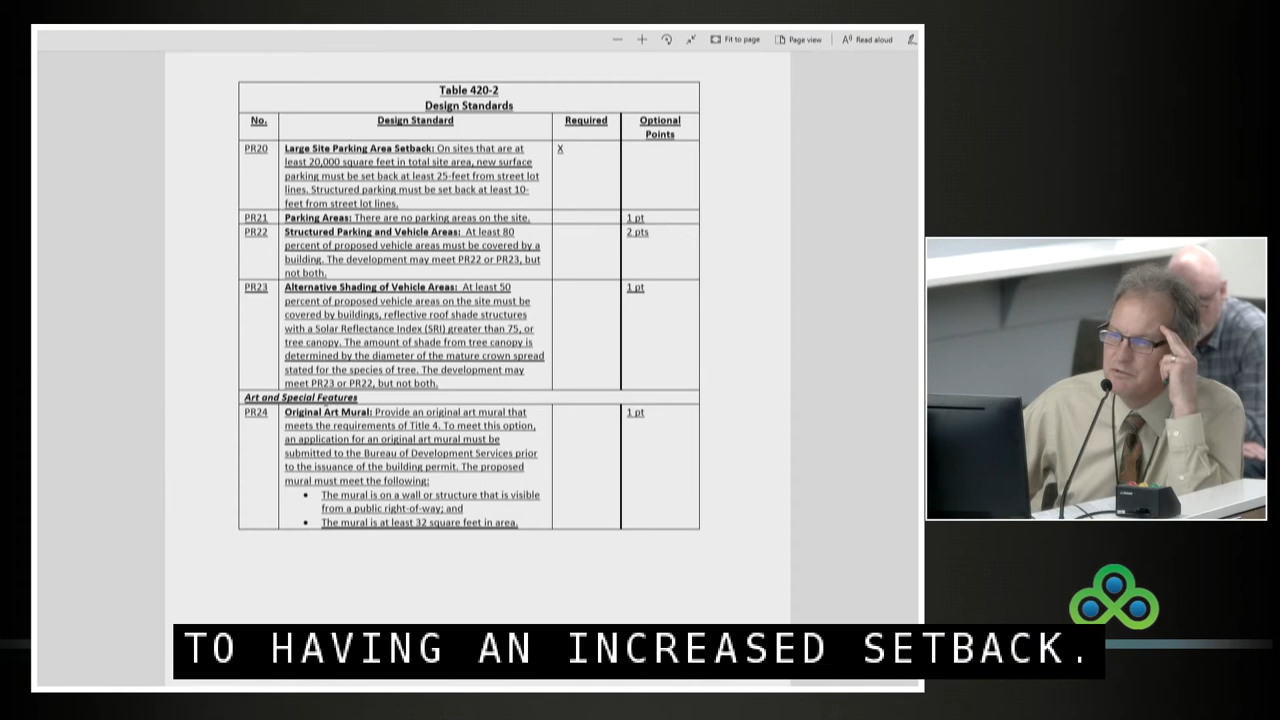 Fit to page
Page view
Read aloud
Table 420-2
Design Standards
No.
Design Standard
Required
Optional
Points
PR20
Large Site Parking Area Setback: On sites that are at
least 20,000 square feet in total site area, new surface
parking must be set back at least 25-feet from street lot
lines. Structured parking must be set back at least 10-
feet from street lot lines.
X
PR21
Parking Areas: There are no parking areas on the site.
1 pt
PR22
Structured Parking and Vehicle Areas: At least 80
percent of proposed vehicle areas must be covered by a
building. The development may meet PR22 or PR23, but
not both.
2 pts
PR23
Alternative Shading of Vehicle Areas: At least 50
percent of proposed vehicle areas on the site must be
covered by buildings, reflective roof shade structures
with a Solar Reflectance Index (SRI) greater than 75, or
tree canopy. The amount of shade from tree canopy is
determined by the diameter of the mature crown spread
stated for the species of tree. The development may
meet PR23 or PR22, but not both.
1 pt
Art and Special Features
PR24
Original Art Mural: Provide an original art mural that
meets the requirements of Title 4. To meet this option,
an application for an original art mural must be
submitted to the Bureau of Development Services prior
to the issuance of the building permit. The proposed
mural must meet the following:
• The mural is on a wall or structure that is visible
from a public right-of-way; and
• The mural is at least 32 square feet in area.
1 pt
TO HAVING AN INCREASED SETBACK.